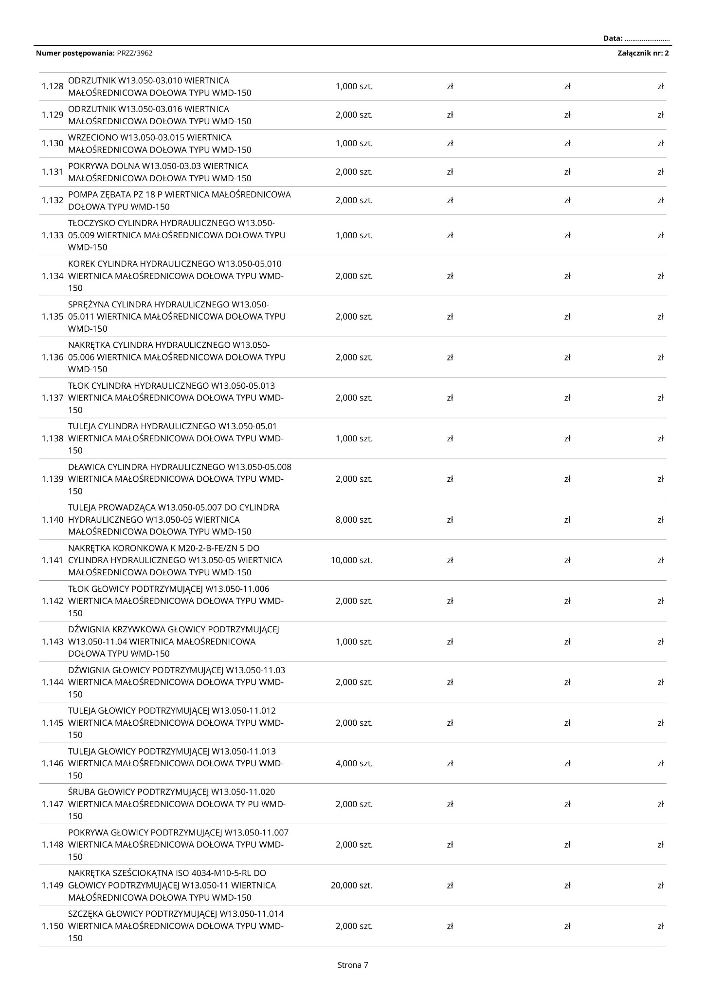 Data: ........................
Numer postępowania: PRZZ/3962 Załącznik nr: 2
ODRZUTNIK W13.050-03.010 WIERTNICA
1.128 1,000 szt. zł zł zł
MAŁOŚREDNICOWA DOŁOWA TYPU WMD-150
ODRZUTNIK W13.050-03.016 WIERTNICA
1.129 2,000 szt. zł zł zł
MAŁOŚREDNICOWA DOŁOWA TYPU WMD-150
WRZECIONO W13.050-03.015 WIERTNICA
1.130 1,000 szt. zł zł zł
MAŁOŚREDNICOWA DOŁOWA TYPU WMD-150
POKRYWA DOLNA W13.050-03.03 WIERTNICA
1.131 2,000 szt. zł zł zł
MAŁOŚREDNICOWA DOŁOWA TYPU WMD-150
POMPA ZĘBATA PZ 18 P WIERTNICA MAŁOŚREDNICOWA
1.132 2,000 szt. zł zł zł
DOŁOWA TYPU WMD-150
TŁOCZYSKO CYLINDRA HYDRAULICZNEGO W13.050-
1.133 05.009 WIERTNICA MAŁOŚREDNICOWA DOŁOWA TYPU 1,000 szt. zł zł zł
WMD-150
KOREK CYLINDRA HYDRAULICZNEGO W13.050-05.010
1.134 WIERTNICA MAŁOŚREDNICOWA DOŁOWA TYPU WMD- 2,000 szt. zł zł zł
150
SPRĘŻYNA CYLINDRA HYDRAULICZNEGO W13.050-
1.135 05.011 WIERTNICA MAŁOŚREDNICOWA DOŁOWA TYPU 2,000 szt. zł zł zł
WMD-150
NAKRĘTKA CYLINDRA HYDRAULICZNEGO W13.050-
1.136 05.006 WIERTNICA MAŁOŚREDNICOWA DOŁOWA TYPU 2,000 szt. zł zł zł
WMD-150
TŁOK CYLINDRA HYDRAULICZNEGO W13.050-05.013
1.137 WIERTNICA MAŁOŚREDNICOWA DOŁOWA TYPU WMD- 2,000 szt. zł zł zł
150
TULEJA CYLINDRA HYDRAULICZNEGO W13.050-05.01
1.138 WIERTNICA MAŁOŚREDNICOWA DOŁOWA TYPU WMD- 1,000 szt. zł zł zł
150
DŁAWICA CYLINDRA HYDRAULICZNEGO W13.050-05.008
1.139 WIERTNICA MAŁOŚREDNICOWA DOŁOWA TYPU WMD- 2,000 szt. zł zł zł
150
TULEJA PROWADZĄCA W13.050-05.007 DO CYLINDRA
1.140 HYDRAULICZNEGO W13.050-05 WIERTNICA 8,000 szt. zł zł zł
MAŁOŚREDNICOWA DOŁOWA TYPU WMD-150
NAKRĘTKA KORONKOWA K M20-2-B-FE/ZN 5 DO
1.141 CYLINDRA HYDRAULICZNEGO W13.050-05 WIERTNICA 10,000 szt. zł zł zł
MAŁOŚREDNICOWA DOŁOWA TYPU WMD-150
TŁOK GŁOWICY PODTRZYMUJĄCEJ W13.050-11.006
1.142 WIERTNICA MAŁOŚREDNICOWA DOŁOWA TYPU WMD- 2,000 szt. zł zł zł
150
DŹWIGNIA KRZYWKOWA GŁOWICY PODTRZYMUJĄCEJ
1.143 W13.050-11.04 WIERTNICA MAŁOŚREDNICOWA 1,000 szt. zł zł zł
DOŁOWA TYPU WMD-150
DŹWIGNIA GŁOWICY PODTRZYMUJĄCEJ W13.050-11.03
1.144 WIERTNICA MAŁOŚREDNICOWA DOŁOWA TYPU WMD- 2,000 szt. zł zł zł
150
TULEJA GŁOWICY PODTRZYMUJĄCEJ W13.050-11.012
1.145 WIERTNICA MAŁOŚREDNICOWA DOŁOWA TYPU WMD- 2,000 szt. zł zł zł
150
TULEJA GŁOWICY PODTRZYMUJĄCEJ W13.050-11.013
1.146 WIERTNICA MAŁOŚREDNICOWA DOŁOWA TYPU WMD- 4,000 szt. zł zł zł
150
ŚRUBA GŁOWICY PODTRZYMUJĄCEJ W13.050-11.020
1.147 WIERTNICA MAŁOŚREDNICOWA DOŁOWA TY PU WMD- 2,000 szt. zł zł zł
150
POKRYWA GŁOWICY PODTRZYMUJĄCEJ W13.050-11.007
1.148 WIERTNICA MAŁOŚREDNICOWA DOŁOWA TYPU WMD- 2,000 szt. zł zł zł
150
NAKRĘTKA SZEŚCIOKĄTNA ISO 4034-M10-5-RL DO
1.149 GŁOWICY PODTRZYMUJĄCEJ W13.050-11 WIERTNICA 20,000 szt. zł zł zł
MAŁOŚREDNICOWA DOŁOWA TYPU WMD-150
SZCZĘKA GŁOWICY PODTRZYMUJĄCEJ W13.050-11.014
1.150 WIERTNICA MAŁOŚREDNICOWA DOŁOWA TYPU WMD- 2,000 szt. zł zł zł
150
Strona 7